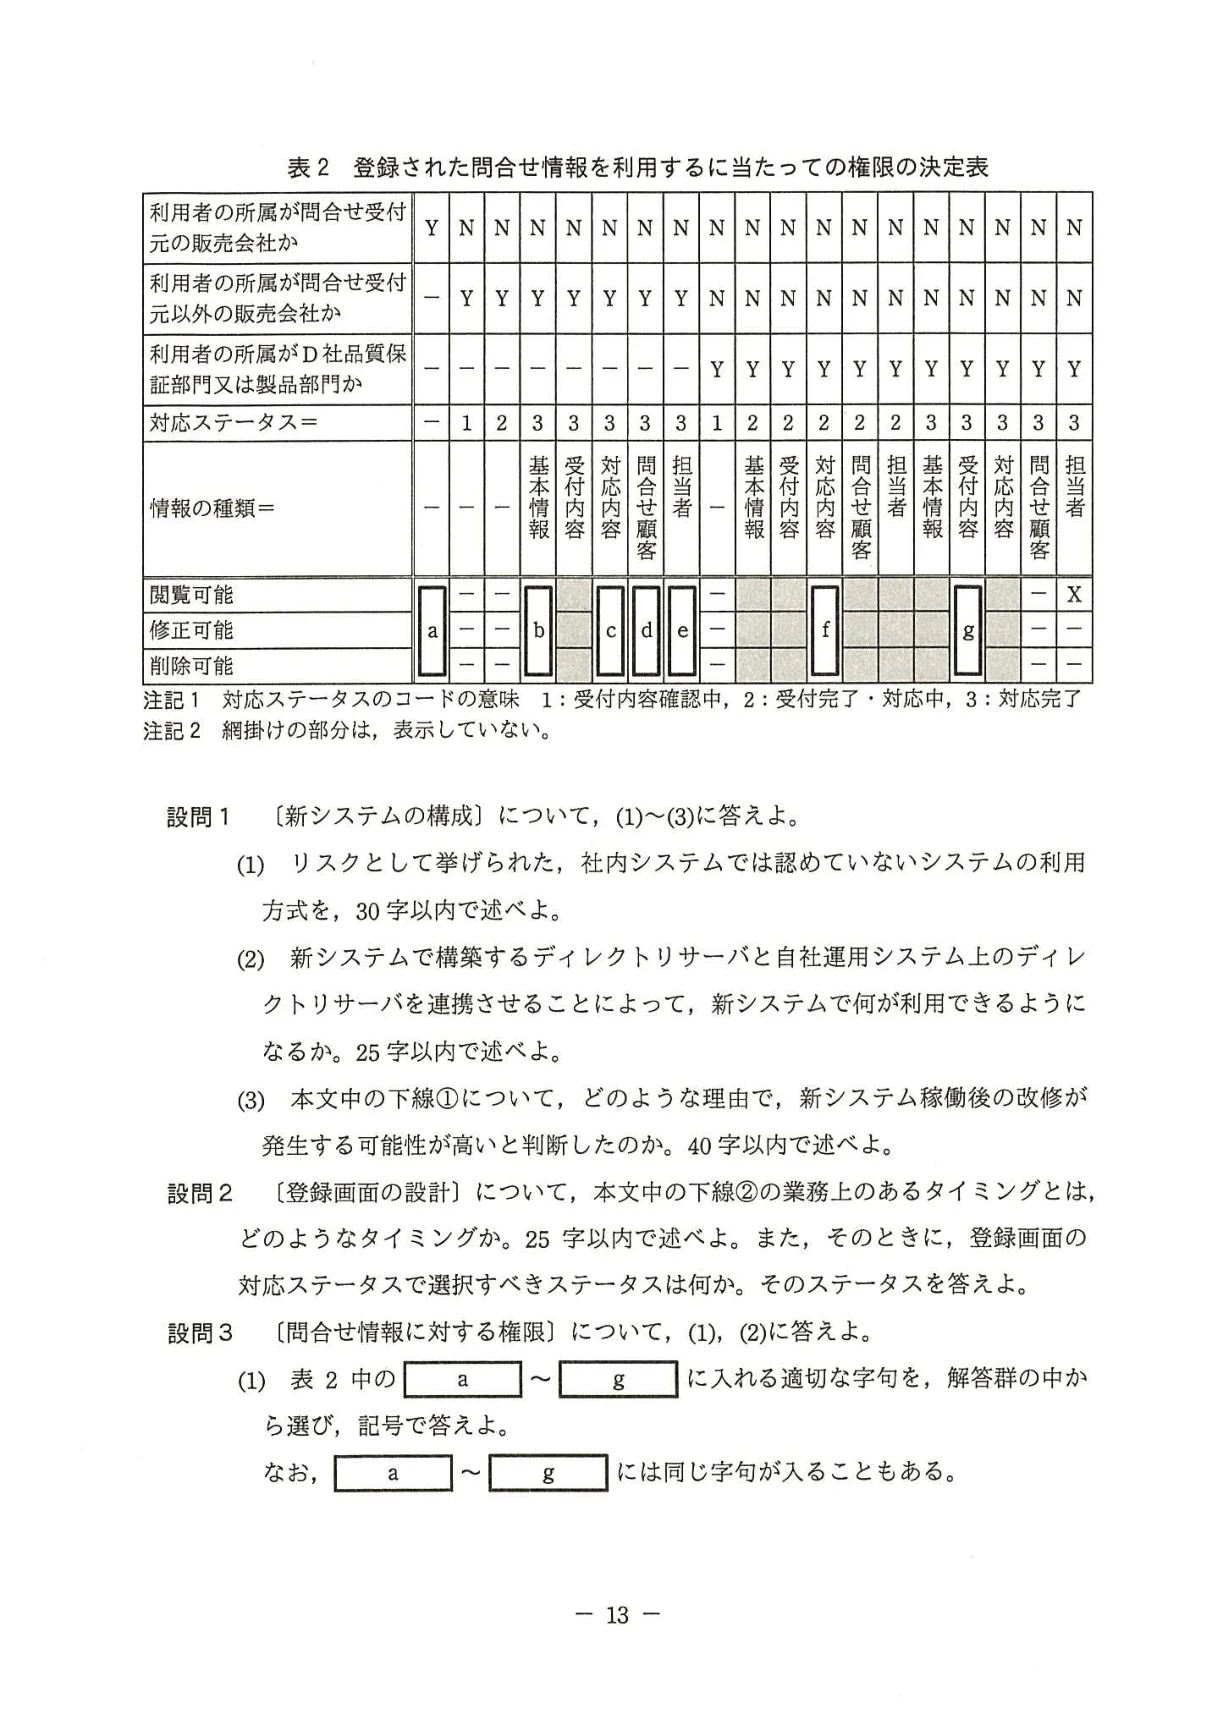 表2　登録された問合せ情報を利用するに当たっての権限の決定表
利用者の所属が問合せ受付元の販売会社か Y N N N N N N N N N N N N N N N N N N
利用者の所属が問合せ受付元以外の販売会社か － Y Y Y Y Y Y Y N N N N N N N N N N N
利用者の所属がD社品質保証部門又は製品部門か － － － － － － － － Y Y Y Y Y Y Y Y Y Y Y
対応ステータス＝ － 1 2 3 3 3 3 3 1 2 2 2 2 2 3 3 3 3 3
情報の種類＝ － － － 基本情報 受付内容 対応内容 問合せ顧客 担当者 － 基本情報 受付内容 対応内容 問合せ顧客 担当者 基本情報 受付内容 対応内容 問合せ顧客 担当者
閲覧可能 － － － － X
修正可能 a － － b c d e － f g － －
削除可能 － － － － －
注記1　対応ステータスのコードの意味　1：受付内容確認中，2：受付完了・対応中，3：対応完了
注記2　網掛けの部分は，表示していない。
設問1　〔新システムの構成〕について，(1)～(3)に答えよ。
(1)　リスクとして挙げられた，社内システムでは認めていないシステムの利用
方式を，30字以内で述べよ。
(2)　新システムで構築するディレクトリサーバと自社運用システム上のディレ
クトリサーバを連携させることによって，新システムで何が利用できるように
なるか。25字以内で述べよ。
(3)　本文中の下線①について，どのような理由で，新システム稼働後の改修が
発生する可能性が高いと判断したのか。40字以内で述べよ。
設問2　〔登録画面の設計〕について，本文中の下線②の業務上のあるタイミングとは，
どのようなタイミングか。25字以内で述べよ。また，そのときに，登録画面の
対応ステータスで選択すべきステータスは何か。そのステータスを答えよ。
設問3　〔問合せ情報に対する権限〕について，(1)，(2)に答えよ。
(1)　表2中の a ～ g に入れる適切な字句を，解答群の中か
ら選び，記号で答えよ。
なお， a ～ g には同じ字句が入ることもある。
－ 13 －